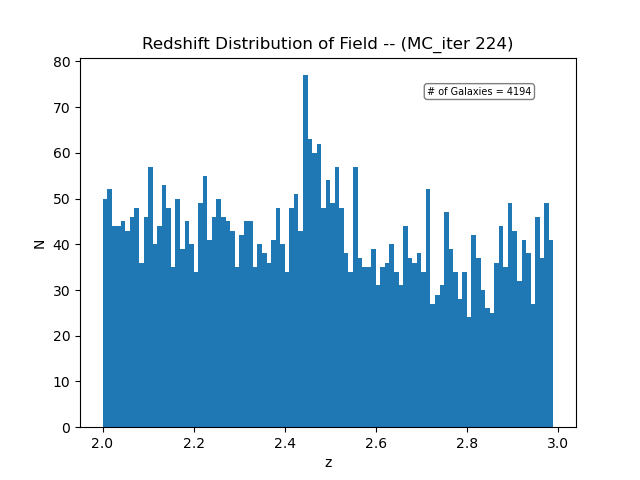 Redshift Distribution of Field -- (MC_iter 224)
# of Galaxies = 4194
80
70
60
50
40
30
20
10
0
N
2.0 2.2 2.4 2.6 2.8 3.0
z